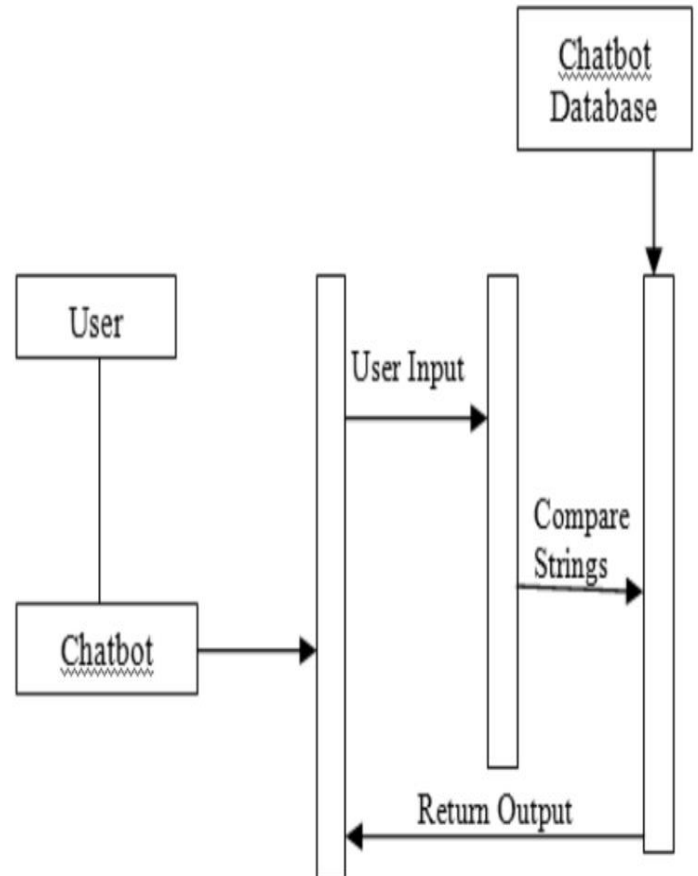 Chatbot
Database
User
User Input
Compare
Strings
Chatbot
Return Output